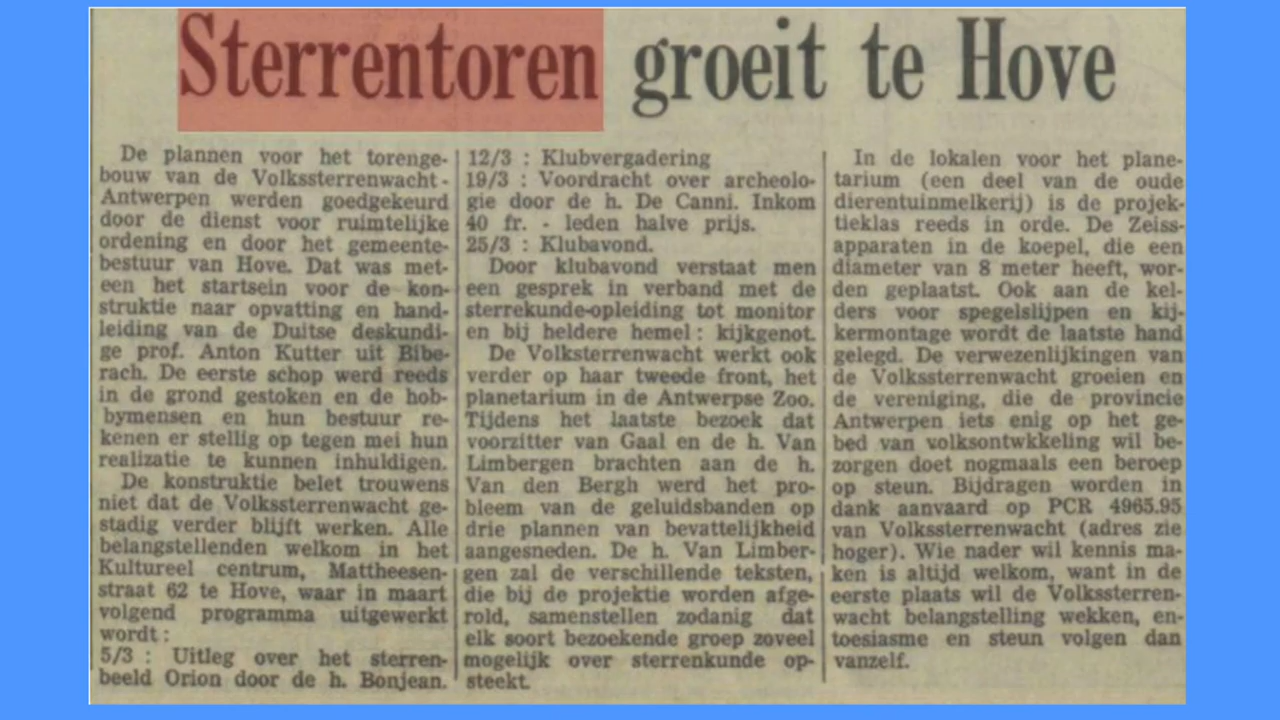 Sterrentoren groeit te Hove
De plannen voor het torenge-
bouw van de Volkssterrenwacht-
Antwerpen werden goedgekeurd
door de dienst voor ruimtelijke
ordening en door het gemeente-
bestuur van Hove. Dat was met-
een het startsein voor de kon-
struktie naar opvatting en hand-
leiding van de Duitse deskundi-
ge prof. Anton Kutter uit Bibe-
rach. De eerste schop werd reeds
in de grond gestoken en de hob-
bymensen en hun bestuur re-
kenen er stellig op tegen mei hun
realizatie te kunnen inhuldigen.
De konstruktie belet trouwens
niet dat de Volkssterrenwacht ge-
stadig verder blijft werken. Alle
belangstellenden welkom in het
Kultureel centrum, Mattheesen-
straat 62 te Hove, waar in maart
volgend programma uitgewerkt
wordt :
5/3 : Uitleg over het sterren-
beeld Orion door de h. Bonjean.
12/3 : Klubvergadering
19/3 : Voordracht over archeolo-
gie door de h. De Canni. Inkom
40 fr. - leden halve prijs.
25/3 : Klubavond.
Door klubavond verstaat men
een gesprek in verband met de
sterrekunde-opleiding tot monitor
en bij heldere hemel : kijkgenot.
De Volksterrenwacht werkt ook
verder op haar tweede front, het
planetarium in de Antwerpse Zoo.
Tijdens het laatste bezoek dat
voorzitter van Gaal en de h. Van
Limbergen brachten aan de h.
Van den Bergh werd het pro-
bleem van de geluidsbanden op
drie plannen van bevattelijkheid
aangesneden. De h. Van Limber-
gen zal de verschillende teksten,
die bij de projektie worden afge-
rold, samenstellen zodanig dat
elk soort bezoekende groep zoveel
mogelijk over sterrenkunde op-
steekt.
In de lokalen voor het plane-
tarium (een deel van de oude
dierentuinmelkerij) is de projek-
tieklas reeds in orde. De Zeiss-
apparaten in de koepel, die een
diameter van 8 meter heeft, wor-
den geplaatst. Ook aan de kel-
ders voor spegelslijpen en kij-
kermontage wordt de laatste hand
gelegd. De verwezenlijkingen van
de Volkssterrenwacht groeien en
de vereniging, die de provincie
Antwerpen iets enig op het ge-
bed van volksontwkkeling wil be-
zorgen doet nogmaals een beroep
op steun. Bijdragen worden in
dank aanvaard op PCR 4965.95
van Volkssterrenwacht (adres zie
hoger). Wie nader wil kennis ma-
ken is altijd welkom, want in de
eerste plaats wil de Volkssterren-
wacht belangstelling wekken, en-
toesiasme en steun volgen dan
vanzelf.